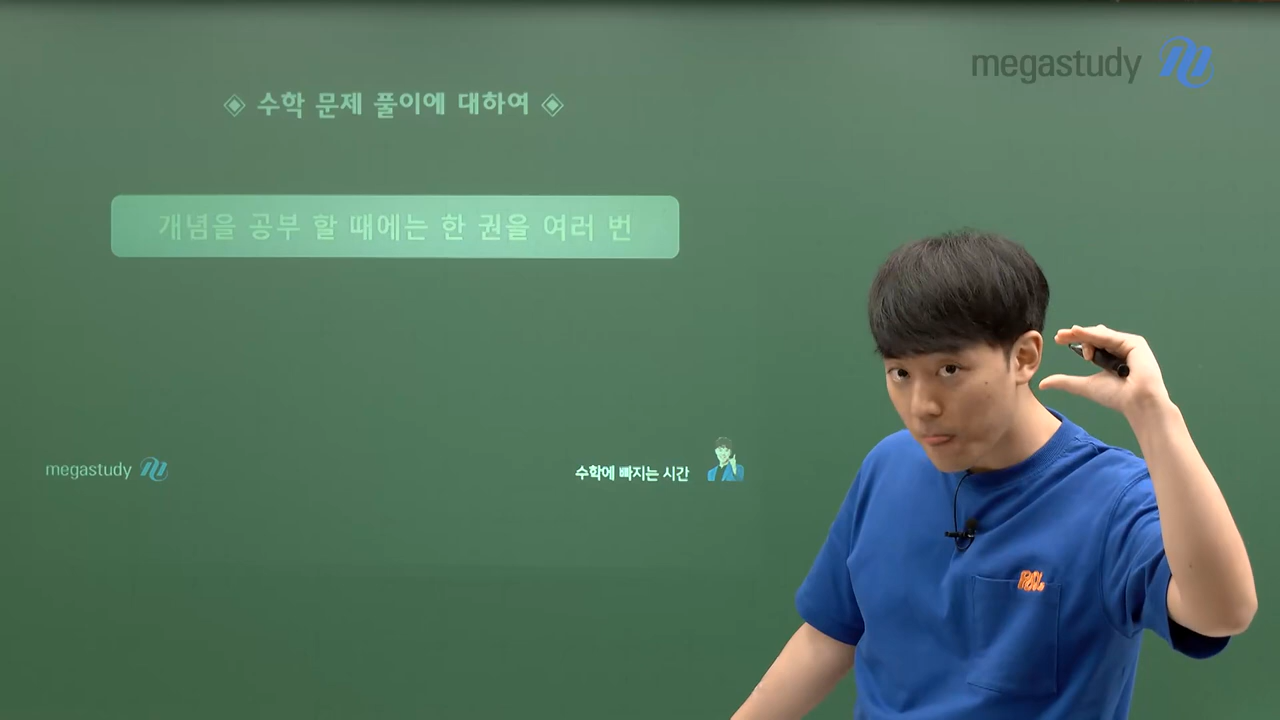 megastudy
◈ 수학 문제 풀이에 대하여 ◈
개념을 공부 할 때에는 한 권을 여러 번
megastudy
수학에 빠지는 시간